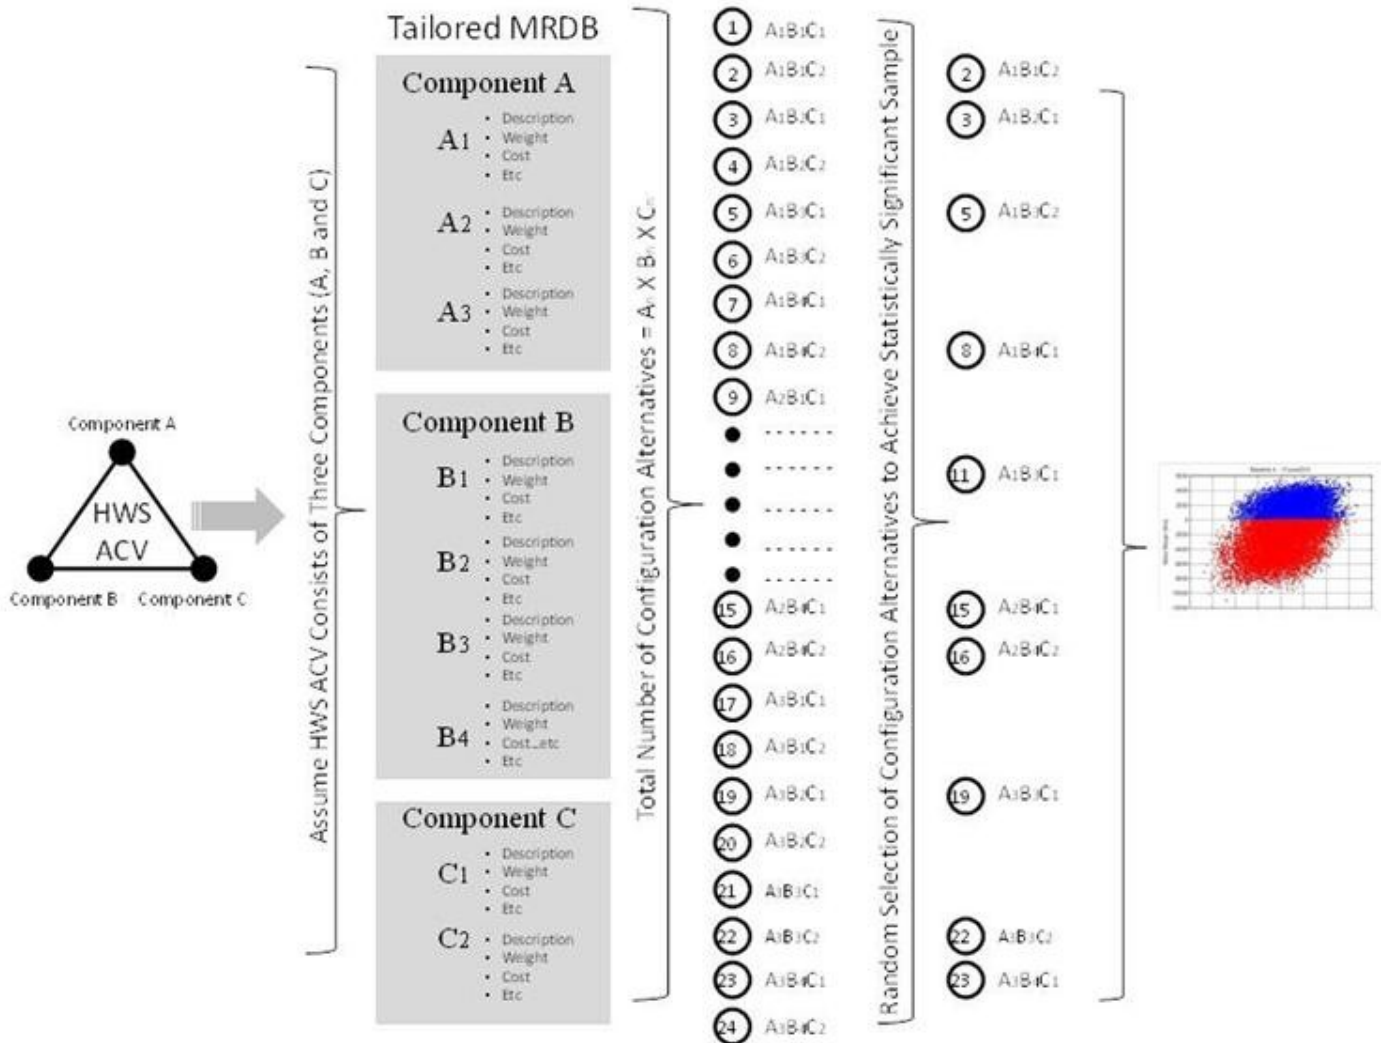 Component A
HWS
ACV
Component B
Component C
Assume HWS ACV Consists of Three Components (A, B and C)
Tailored MRDB
Component A
A1
• Description
• Weight
• Cost
• Etc
A2
• Description
• Weight
• Cost
• Etc
A3
• Description
• Weight
• Cost
• Etc
Component B
B1
• Description
• Weight
• Cost
• Etc
B2
• Description
• Weight
• Cost
• Etc
B3
• Description
• Weight
• Cost
• Etc
B4
• Description
• Weight
• Cost_etc
• Etc
Component C
C1
• Description
• Weight
• Cost
• Etc
C2
• Description
• Weight
• Cost
• Etc
Total Number of Configuration Alternatives = An X Bn X Cn
1 A1B1C1
2 A1B1C2
3 A1B2C1
4 A1B2C2
5 A1B3C1
6 A1B3C2
7 A1B4C1
8 A1B4C2
9 A2B1C1
15 A2B4C1
16 A2B4C2
17 A3B1C1
18 A3B1C2
19 A3B2C1
20 A3B2C2
21 A3B3C1
22 A3B3C2
23 A3B4C1
24 A3B4C2
Random Selection of Configuration Alternatives to Achieve Statistically Significant Sample
2 A1B1C2
3 A1B2C1
5 A1B3C2
8 A1B4C1
11 A1B3C1
15 A2B4C1
16 A2B4C2
19 A3B3C1
22 A3B3C2
23 A3B4C1